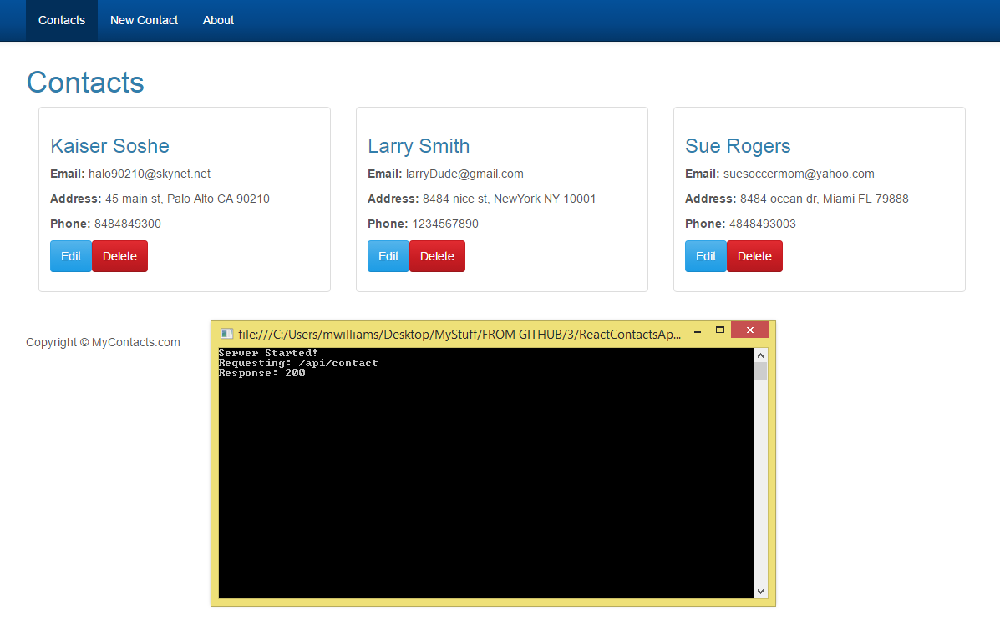 Contacts New Contact About
Contacts
Kaiser Soshe
Email: halo90210@skynet.net
Address: 45 main st, Palo Alto CA 90210
Phone: 8484849300
Edit Delete
Larry Smith
Email: larryDude@gmail.com
Address: 8484 nice st, NewYork NY 10001
Phone: 1234567890
Edit Delete
Sue Rogers
Email: suesoccermom@yahoo.com
Address: 8484 ocean dr, Miami FL 79888
Phone: 4848493003
Edit Delete
Copyright © MyContacts.com
file:///C:/Users/mwilliams/Desktop/MyStuff/FROM GITHUB/3/ReactContactsAp...
Server Started!
Requesting: /api/contact
Response: 200